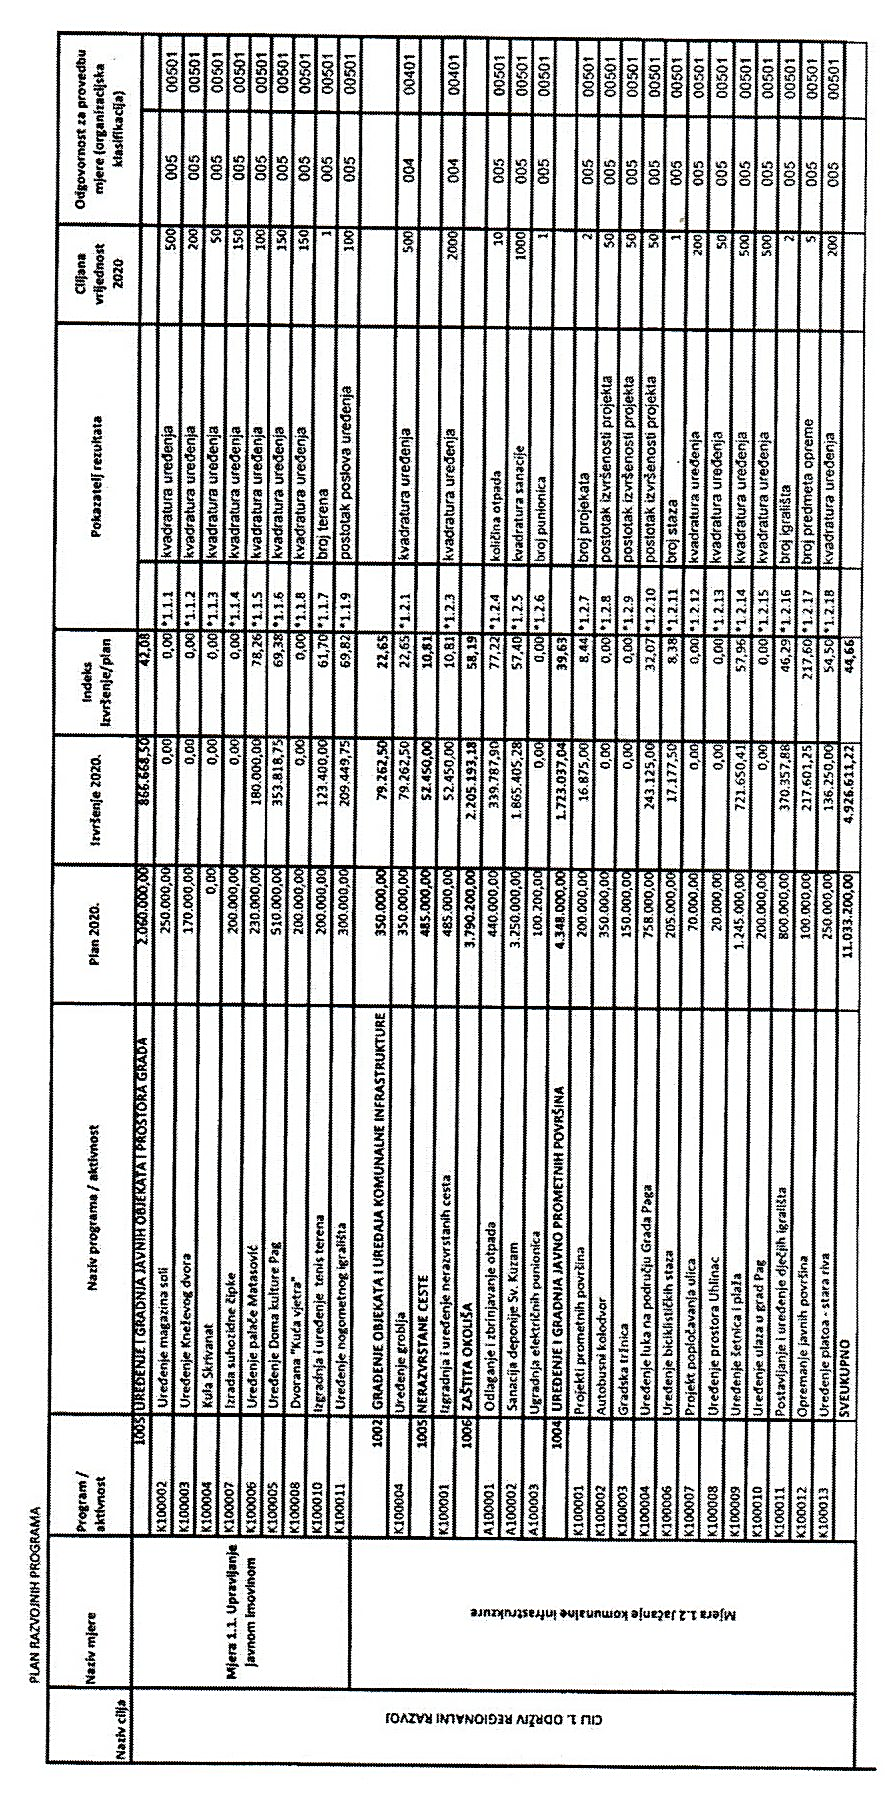 PLAN RAZVOJNIH PROGRAMA
Naziv cilja Naziv mjere Program / aktivnost Naziv programa / aktivnost Plan 2020. Izvršenje 2020. Indeks Izvršenje/plan Pokazatelj rezultata Ciljana vrijednost 2020 Odgovornost za provedbu mjere (organizacijska klasifikacija)
CILJ 1. ODRŽIV REGIONALNI RAZVOJ
Mjera 1.1. Upravljanje javnom imovinom
1005 UREĐENJE I GRADNJA JAVNIH OBJEKATA I PROSTORA GRADA 2.060.000,00 866.668,50 42,08
K100002 Uređenje magazina soli 250.000,00 0,00 0,00 *1.1.1 kvadratura uređenja 500 005 00501
K100003 Uređenje Kneževog dvora 170.000,00 0,00 0,00 *1.1.2 kvadratura uređenja 200 005 00501
K100004 Kula Skrivanat 0,00 0,00 0,00 *1.1.3 kvadratura uređenja 50 005 00501
K100007 Izrada suhozidne čipke 200.000,00 0,00 0,00 *1.1.4 kvadratura uređenja 150 005 00501
K100006 Uređenje palače Matasović 230.000,00 180.000,00 78,26 *1.1.5 kvadratura uređenja 100 005 00501
K100005 Uređenje Doma kulture Pag 510.000,00 353.818,75 69,38 *1.1.6 kvadratura uređenja 150 005 00501
K100008 Dvorana "Kuća vjetra" 200.000,00 0,00 0,00 *1.1.8 kvadratura uređenja 150 005 00501
K100010 Izgradnja i uređenje tenis terena 200.000,00 123.400,00 61,70 *1.1.7 broj terena 1 005 00501
K100011 Uređenje nogometnog igrališta 300.000,00 209.449,75 69,82 *1.1.9 postotak poslova uređenja 100 005 00501
Mjera 1.2 Jačanje komunalne infrastrukture
1002 GRAĐENJE OBJEKATA I UREĐAJA KOMUNALNE INFRASTRUKTURE 350.000,00 79.262,50 22,65
K100004 Uređenje groblja 350.000,00 79.262,50 22,65 *1.2.1 kvadratura uređenja 500 004 00401
1005 NERAZVRSTANE CESTE 485.000,00 52.450,00 10,81
K100001 Izgradnja i uređenje nerazvrstanih cesta 485.000,00 52.450,00 10,81 *1.2.3 kvadratura uređenja 2000 004 00401
1006 ZAŠTITA OKOLIŠA 3.790.200,00 2.205.193,18 58,19
A100001 Odlaganje i zbrinjavanje otpada 440.000,00 339.787,90 77,22 *1.2.4 količina otpada 10 005 00501
A100002 Sanacija deponije Sv. Kuzam 3.250.000,00 1.865.405,28 57,40 *1.2.5 kvadratura sanacije 1000 005 00501
A100003 Ugradnja električnih punionica 100.200,00 0,00 0,00 *1.2.6 broj punionica 1 005 00501
1004 UREĐENJE I GRADNJA JAVNO PROMETNIH POVRŠINA 4.348.000,00 1.723.037,04 39,63
K100001 Projekti prometnih površina 200.000,00 16.875,00 8,44 *1.2.7 broj projekata 2 005 00501
K100002 Autobusni kolodvor 350.000,00 0,00 0,00 *1.2.8 postotak izvršenosti projekta 50 005 00501
K100003 Gradska tržnica 150.000,00 0,00 0,00 *1.2.9 postotak izvršenosti projekta 50 005 00501
K100004 Uređenje luka na području Grada Paga 758.000,00 243.125,00 32,07 *1.2.10 postotak izvršenosti projekta 50 005 00501
K100006 Uređenje biciklističkih staza 205.000,00 17.177,50 8,38 *1.2.11 broj staza 1 005 00501
K100007 Projekt popločavanja ulica 70.000,00 0,00 0,00 *1.2.12 kvadratura uređenja 200 005 00501
K100008 Uređenje prostora Uhlinac 20.000,00 0,00 0,00 *1.2.13 kvadratura uređenja 50 005 00501
K100009 Uređenje šetnica i plaža 1.245.000,00 721.650,41 57,96 *1.2.14 kvadratura uređenja 500 005 00501
K100010 Uređenje ulaza u grad Pag 200.000,00 0,00 0,00 *1.2.15 kvadratura uređenja 500 005 00501
K100011 Postavljanje i uređenje dječjih igrališta 800.000,00 370.357,88 46,29 *1.2.16 broj igrališta 2 005 00501
K100012 Opremanje javnih površina 100.000,00 217.601,25 217,60 *1.2.17 broj predmeta opreme 5 005 00501
K100013 Uređenje platoa - stara riva 250.000,00 136.250,00 54,50 *1.2.18 kvadratura uređenja 200 005 00501
SVEUKUPNO 11.033.200,00 4.926.611,22 44,66